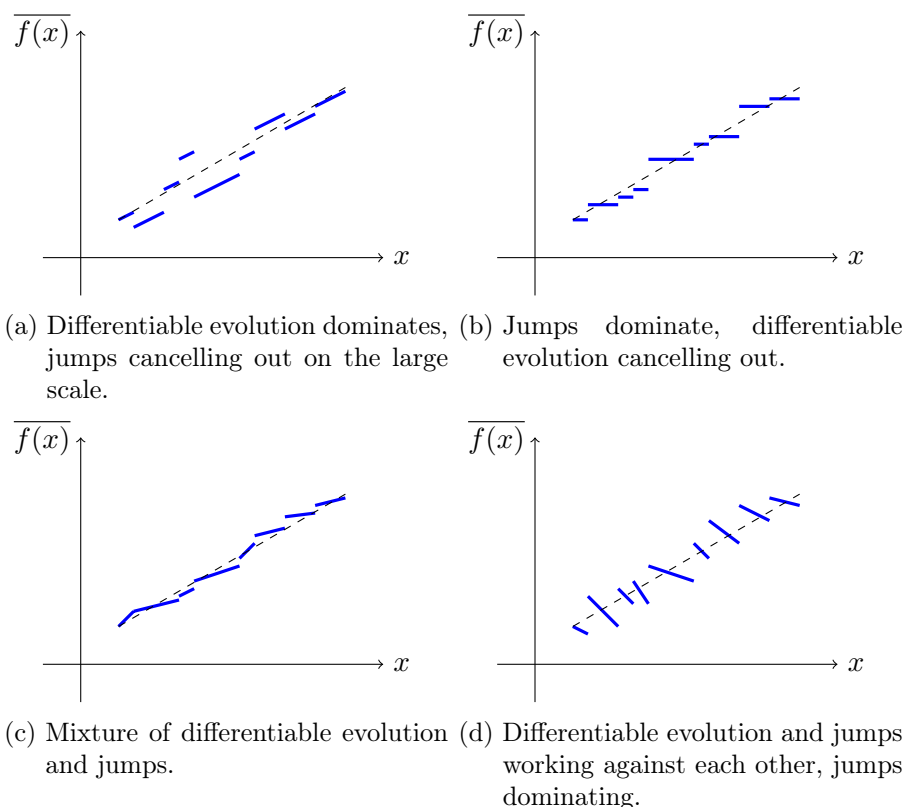 f(x)
x
(a) Differentiable evolution dominates,
jumps cancelling out on the large
scale.
f(x)
x
(b) Jumps dominate, differentiable
evolution cancelling out.
f(x)
x
(c) Mixture of differentiable evolution
and jumps.
f(x)
x
(d) Differentiable evolution and jumps
working against each other, jumps
dominating.